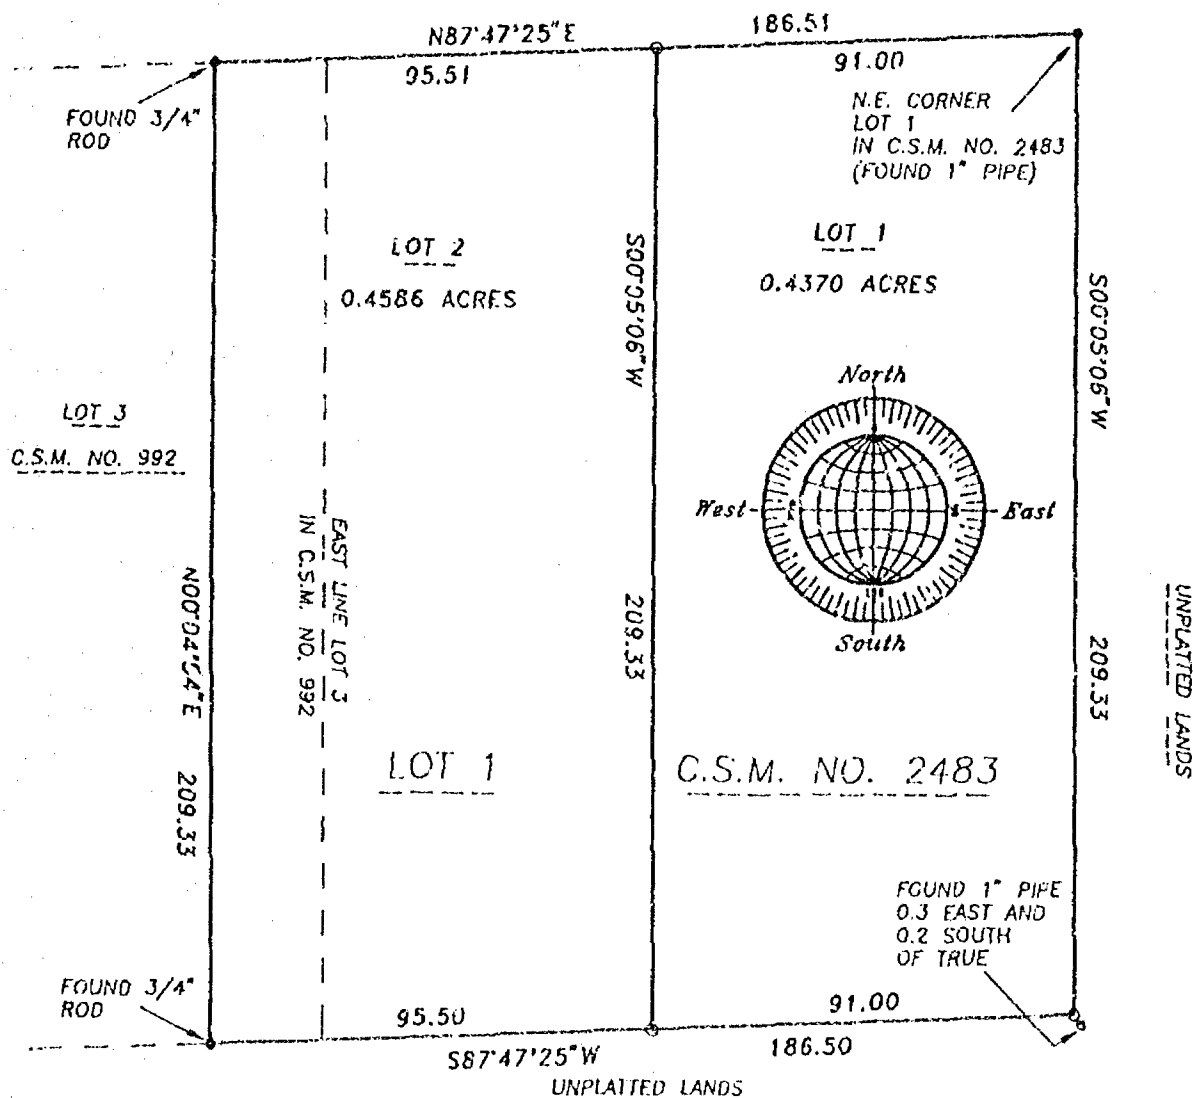 N87°47'25"E
186.51
95.51
91.00
FOUND 3/4"
ROD
N.E. CORNER
LOT 1
IN C.S.M. NO. 2483
(FOUND 1" PIPE)
LOT 2
0.4586 ACRES
LOT 1
0.4370 ACRES
S00°05'06"W
S00°05'06"W
LOT 3
C.S.M. NO. 992
North
West
East
South
EAST LINE LOT 3
IN C.S.M. NO. 992
N00°04' E
209.33
209.33
209.33
UNPLATTED LANDS
LOT 1
C.S.M. NO. 2483
FOUND 1" PIPE
0.3 EAST AND
0.2 SOUTH
OF TRUE
FOUND 3/4"
ROD
95.50
91.00
S87°47'25"W
186.50
UNPLATTED LANDS